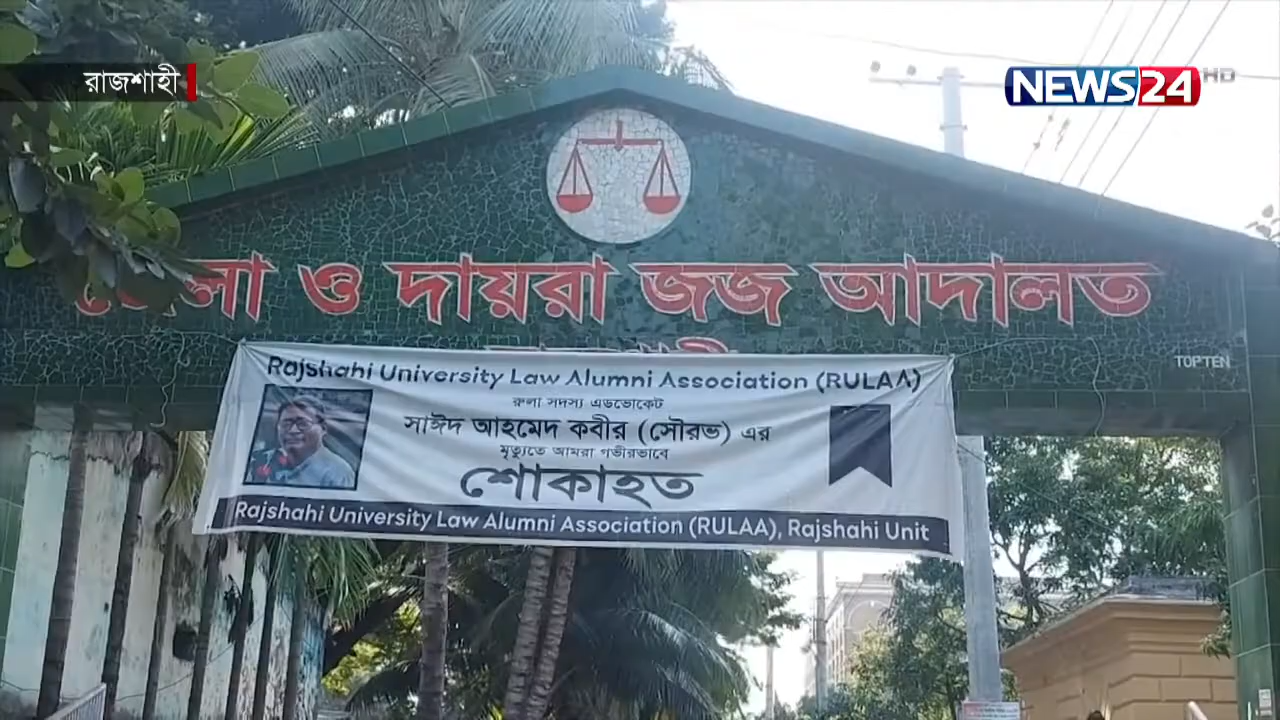 রাজশাহী
NEWS24 HD
জেলা ও দায়রা জজ আদালত
TOPTEN
Rajshahi University Law Alumni Association (RULAA)
রুলা সদস্য এডভোকেট
সাঈদ আহমেদ কবীর (সৌরভ) এর
মৃত্যুতে আমরা গভীরভাবে
শোকাহত
Rajshahi University Law Alumni Association (RULAA), Rajshahi Unit